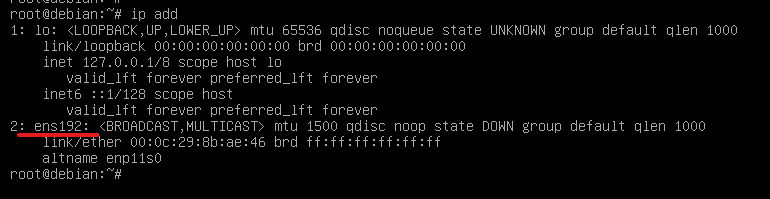 root@debian:~# ip add
1: lo: <LOOPBACK,UP,LOWER_UP> mtu 65536 qdisc noqueue state UNKNOWN group default qlen 1000
    link/loopback 00:00:00:00:00:00 brd 00:00:00:00:00:00
    inet 127.0.0.1/8 scope host lo
       valid_lft forever preferred_lft forever
    inet6 ::1/128 scope host
       valid_lft forever preferred_lft forever
2: ens192: <BROADCAST,MULTICAST> mtu 1500 qdisc noop state DOWN group default qlen 1000
    link/ether 00:0c:29:8b:ae:46 brd ff:ff:ff:ff:ff:ff
    altname enp11s0
root@debian:~#